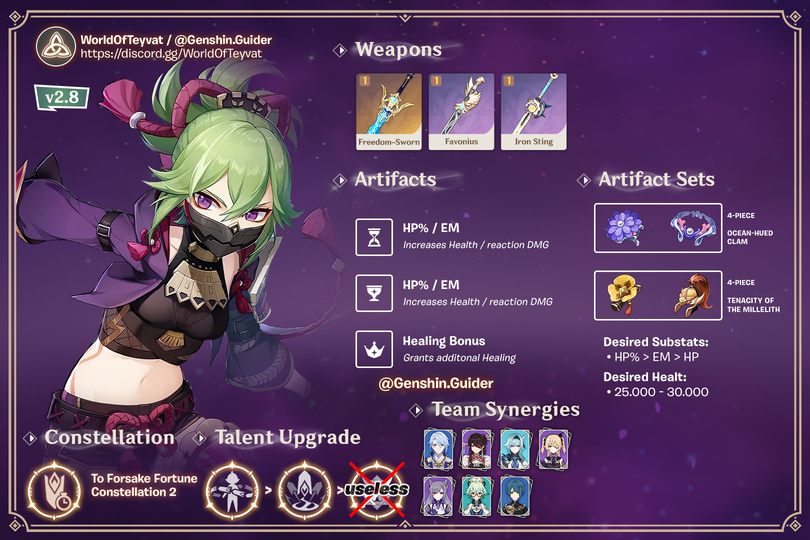 WorldOfTeyvat / @Genshin.Guider
https://discord.gg/WorldOfTeyvat
v2.8
Weapons
1
1
1
Freedom-Sworn
Favonius
Iron Sting
Artifacts
HP% / EM
Increases Health / reaction DMG
HP% / EM
Increases Health / reaction DMG
Healing Bonus
Grants additonal Healing
@Genshin.Guider
Artifact Sets
4-PIECE
OCEAN-HUED
CLAM
4-PIECE
TENACITY OF
THE MILLELITH
Desired Substats:
• HP% > EM > HP
Desired Healt:
• 25.000 - 30.000
Team Synergies
Constellation
To Forsake Fortune
Constellation 2
Talent Upgrade
>
>
useless